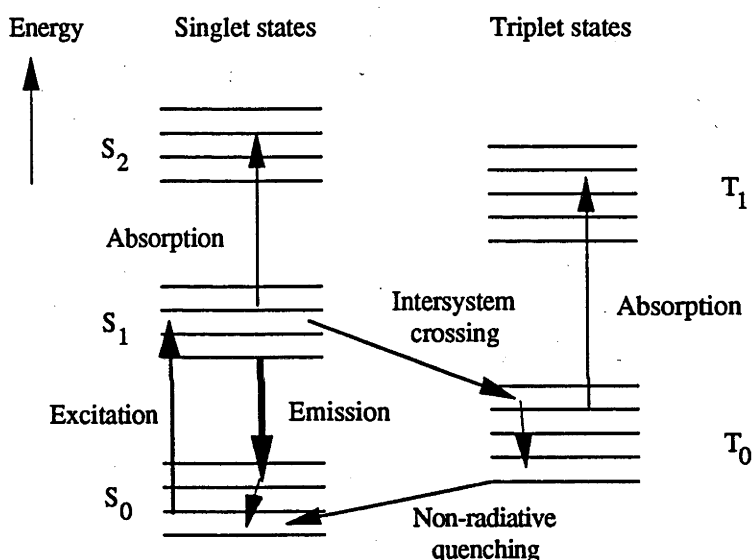 Energy
Singlet states
Triplet states
S2
T1
Absorption
S1
Intersystem
crossing
Absorption
Excitation
Emission
T0
S0
Non-radiative
quenching